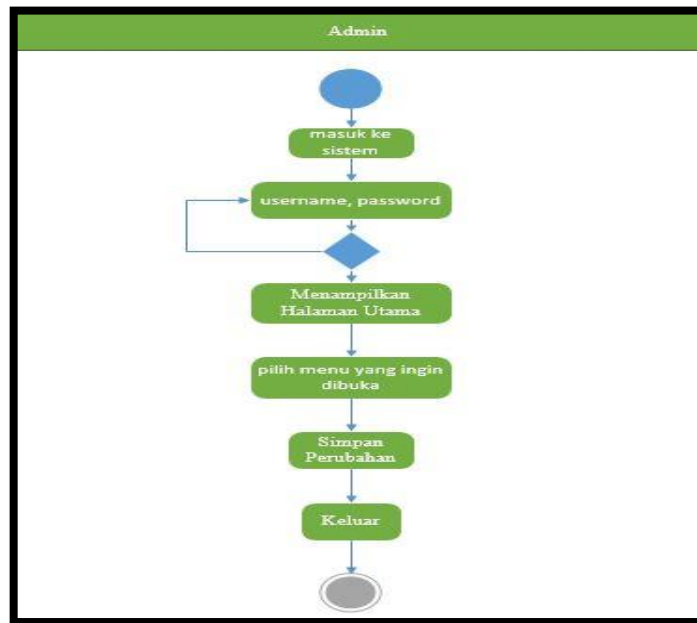 Admin
masuk ke
sistem
username, password
Menampilkan
Halaman Utama
pilih menu yang ingin
dibuka
Simpan
Perubahan
Keluar